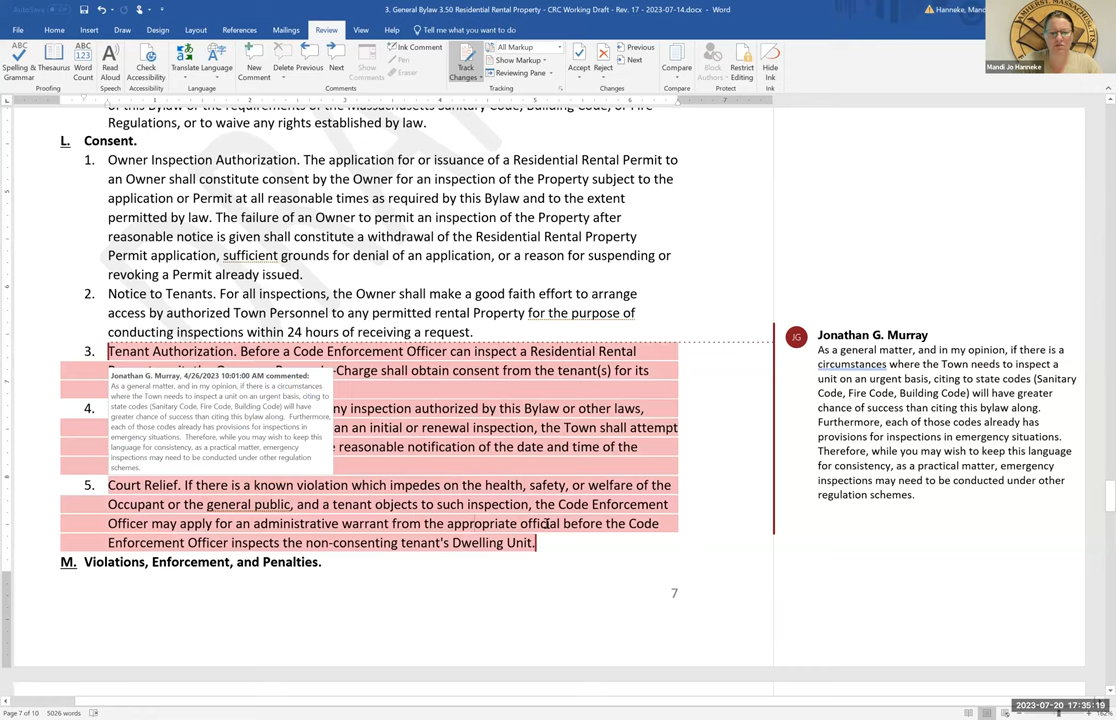 AutoSave
3. General Bylaw 3.50 Residential Rental Property - CRC Working Draft - Rev. 17 - 2023-07-14.docx - Word
Hanneke, Mand
File Home Insert Draw Design Layout References Mailings Review View Help Tell me what you want to do
Spelling & Grammar
Thesaurus
Word Count
Read Aloud
Check Accessibility
Translate
Language
New Comment
Delete
Previous
Next
Show Comments
Ink Comment
Pen
Eraser
Track Changes
All Markup
Show Markup
Reviewing Pane
Accept
Reject
Previous
Next
Compare
Block Authors
Restrict Editing
Hide Ink
Proofing
Speech
Accessibility
Language
Comments
Tracking
Changes
Compare
Protect
Ink
AMHERST, MASSACHUSETTS
Mandi Jo Hanneke
of this Bylaw or the requirements of the Massachusetts Sanitary Code, Building Code, or Fire
Regulations, or to waive any rights established by law.
L. Consent.
1. Owner Inspection Authorization. The application for or issuance of a Residential Rental Permit to
an Owner shall constitute consent by the Owner for an inspection of the Property subject to the
application or Permit at all reasonable times as required by this Bylaw and to the extent
permitted by law. The failure of an Owner to permit an inspection of the Property after
reasonable notice is given shall constitute a withdrawal of the Residential Rental Property
Permit application, sufficient grounds for denial of an application, or a reason for suspending or
revoking a Permit already issued.
2. Notice to Tenants. For all inspections, the Owner shall make a good faith effort to arrange
access by authorized Town Personnel to any permitted rental Property for the purpose of
conducting inspections within 24 hours of receiving a request.
3. Tenant Authorization. Before a Code Enforcement Officer can inspect a Residential Rental
-Charge shall obtain consent from the tenant(s) for its
4. ny inspection authorized by this Bylaw or other laws,
an an initial or renewal inspection, the Town shall attempt
reasonable notification of the date and time of the
Jonathan G. Murray, 4/26/2023 10:01:00 AM commented:
As a general matter, and in my opinion, if there is a circumstances
where the Town needs to inspect a unit on an urgent basis, citing to
state codes (Sanitary Code, Fire Code, Building Code) will have
greater chance of success than citing this bylaw along. Furthermore,
each of those codes already has provisions for inspections in
emergency situations. Therefore, while you may wish to keep this
language for consistency, as a practical matter, emergency
inspections may need to be conducted under other regulation
schemes.
5. Court Relief. If there is a known violation which impedes on the health, safety, or welfare of the
Occupant or the general public, and a tenant objects to such inspection, the Code Enforcement
Officer may apply for an administrative warrant from the appropriate official before the Code
Enforcement Officer inspects the non-consenting tenant's Dwelling Unit.
M. Violations, Enforcement, and Penalties.
7
DRAFT
JG
Jonathan G. Murray
As a general matter, and in my opinion, if there is a
circumstances where the Town needs to inspect a
unit on an urgent basis, citing to state codes (Sanitary
Code, Fire Code, Building Code) will have greater
chance of success than citing this bylaw along.
Furthermore, each of those codes already has
provisions for inspections in emergency situations.
Therefore, while you may wish to keep this language
for consistency, as a practical matter, emergency
inspections may need to be conducted under other
regulation schemes.
Page 7 of 10 5026 words
2023-07-20 17:35:19